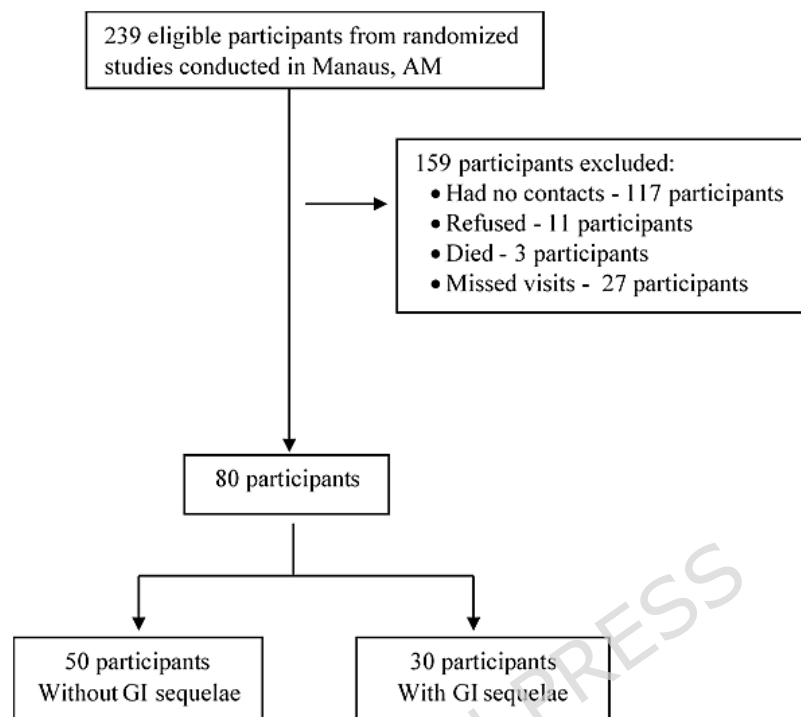 239 eligible participants from randomized
studies conducted in Manaus, AM
159 participants excluded:
• Had no contacts - 117 participants
• Refused - 11 participants
• Died - 3 participants
• Missed visits -  27 participants
80 participants
50 participants
Without GI sequelae
30 participants
With GI sequelae
PRESS